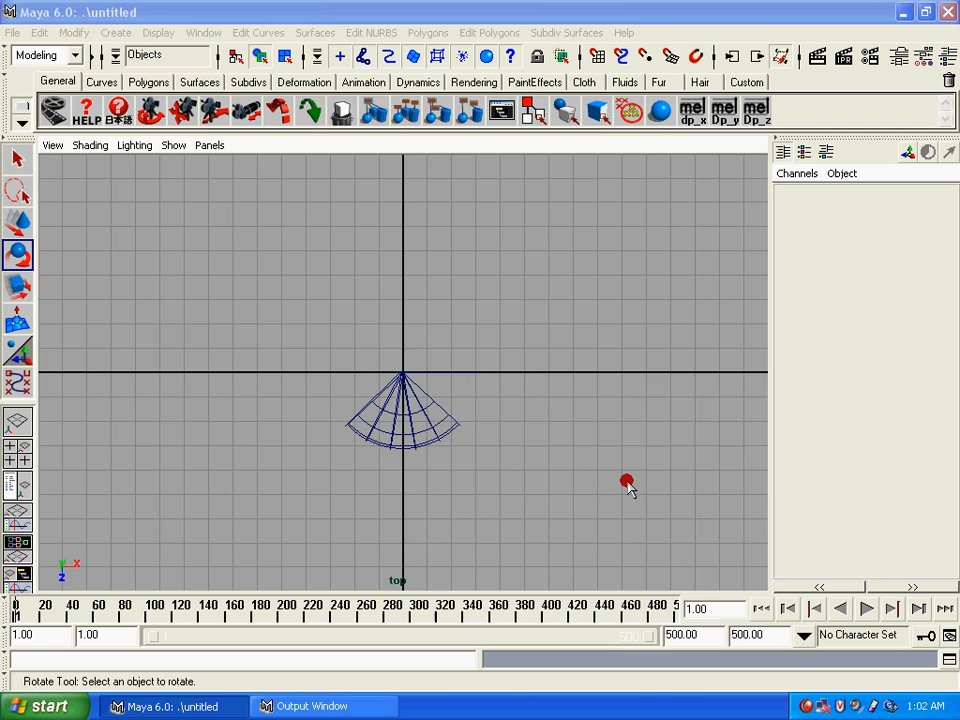 Maya 6.0: .\untitled
File Edit Modify Create Display Window Edit Curves Surfaces Edit NURBS Polygons Edit Polygons Subdiv Surfaces Help
Modeling Objects
General Curves Polygons Surfaces Subdivs Deformation Animation Dynamics Rendering PaintEffects Cloth Fluids Fur Hair Custom
HELP 日本語 mel Dp_x mel Dp_y mel Dp_z
View Shading Lighting Show Panels
Channels Object
y x
z
top
<< >>
0 20 40 60 80 100 120 140 160 180 200 220 240 260 280 300 320 340 360 380 400 420 440 460 480 5 1.00
1.00 1.00 1 500 500.00 500.00 No Character Set
Rotate Tool: Select an object to rotate.
start Maya 6.0: .\untitled Output Window 1:02 AM